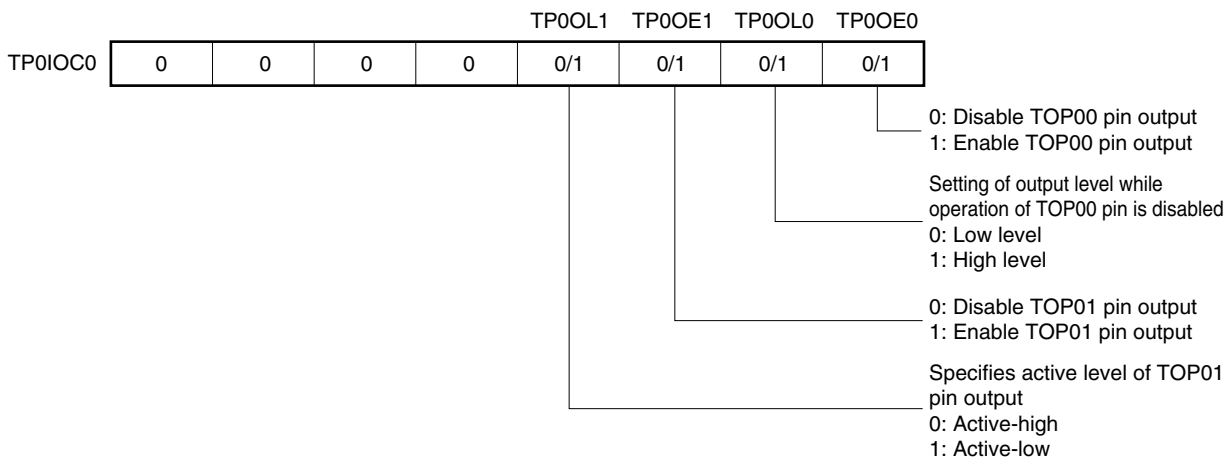 TP0OL1 TP0OE1 TP0OL0 TP0OE0
TP0IOC0 0 0 0 0 0/1 0/1 0/1 0/1
0: Disable TOP00 pin output
1: Enable TOP00 pin output
Setting of output level while
operation of TOP00 pin is disabled
0: Low level
1: High level
0: Disable TOP01 pin output
1: Enable TOP01 pin output
Specifies active level of TOP01
pin output
0: Active-high
1: Active-low